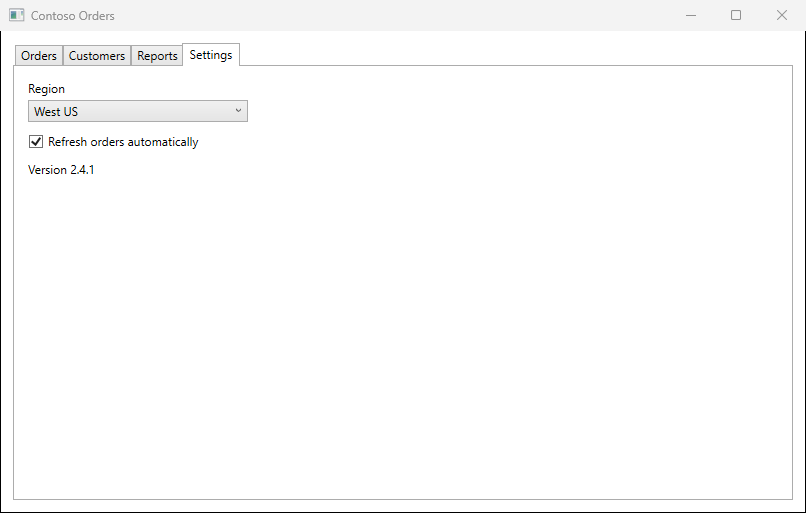 Contoso Orders
Orders Customers Reports Settings
Region
West US
Refresh orders automatically
Version 2.4.1